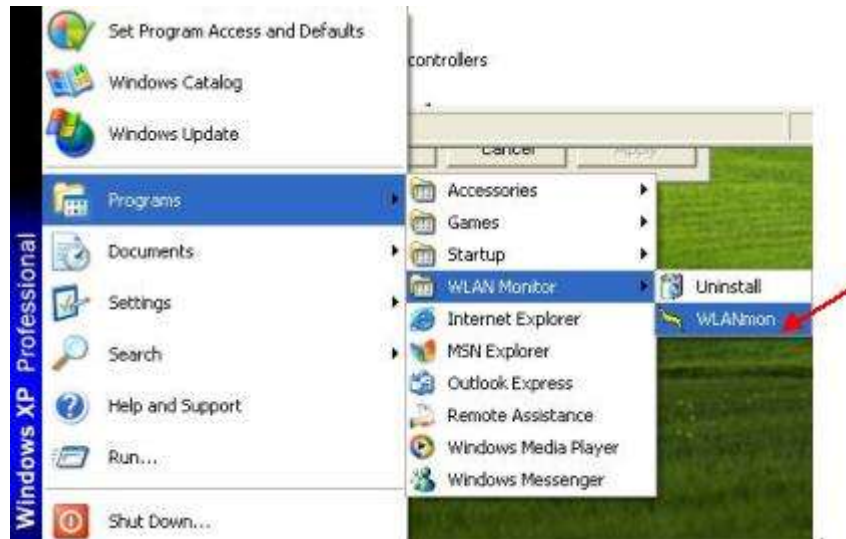 Set Program Access and Defaults
Windows Catalog
Windows Update
Programs
Documents
Settings
Search
Help and Support
Run...
Shut Down...
Windows XP Professional
controllers
Cancel
Apply
Accessories
Games
Startup
WLAN Monitor
Internet Explorer
MSN Explorer
Outlook Express
Remote Assistance
Windows Media Player
Windows Messenger
Uninstall
WLANmon